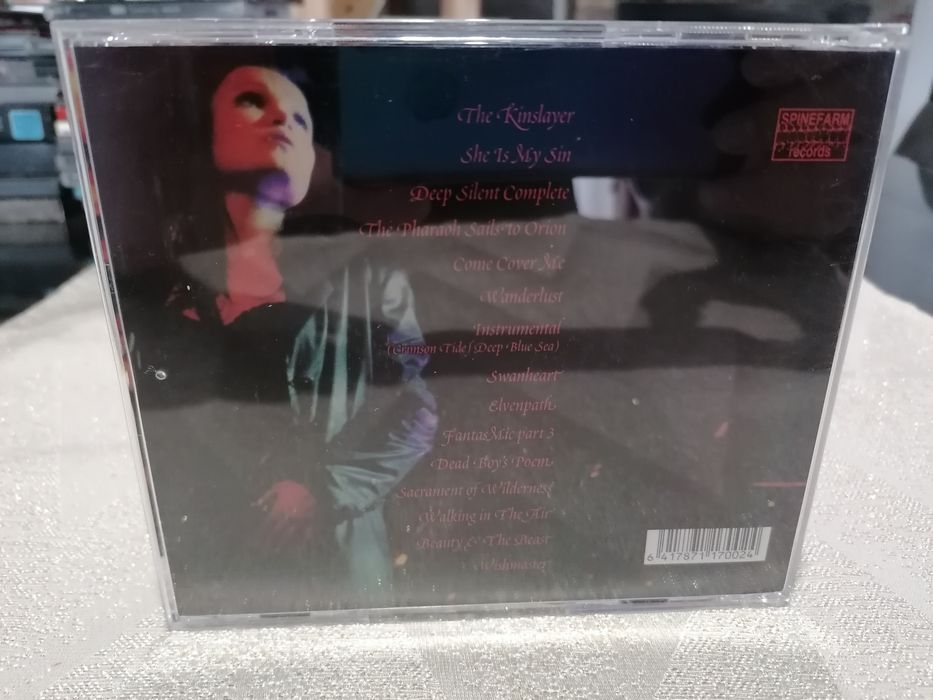 The Kinslayer
She Is My Sin
Deep Silent Complete
The Pharaoh Sails to Orion
Come Cover Me
Wanderlust
Instrumental
(Crimson Tide/Deep Blue Sea)
Swanheart
Elvenpath
FantasMic part 3
Dead Boy's Poem
Sacrament of Wilderness
Walking in The Air
Beauty & The Beast
Wishmaster
SPINEFARM
records
6 417871 170024